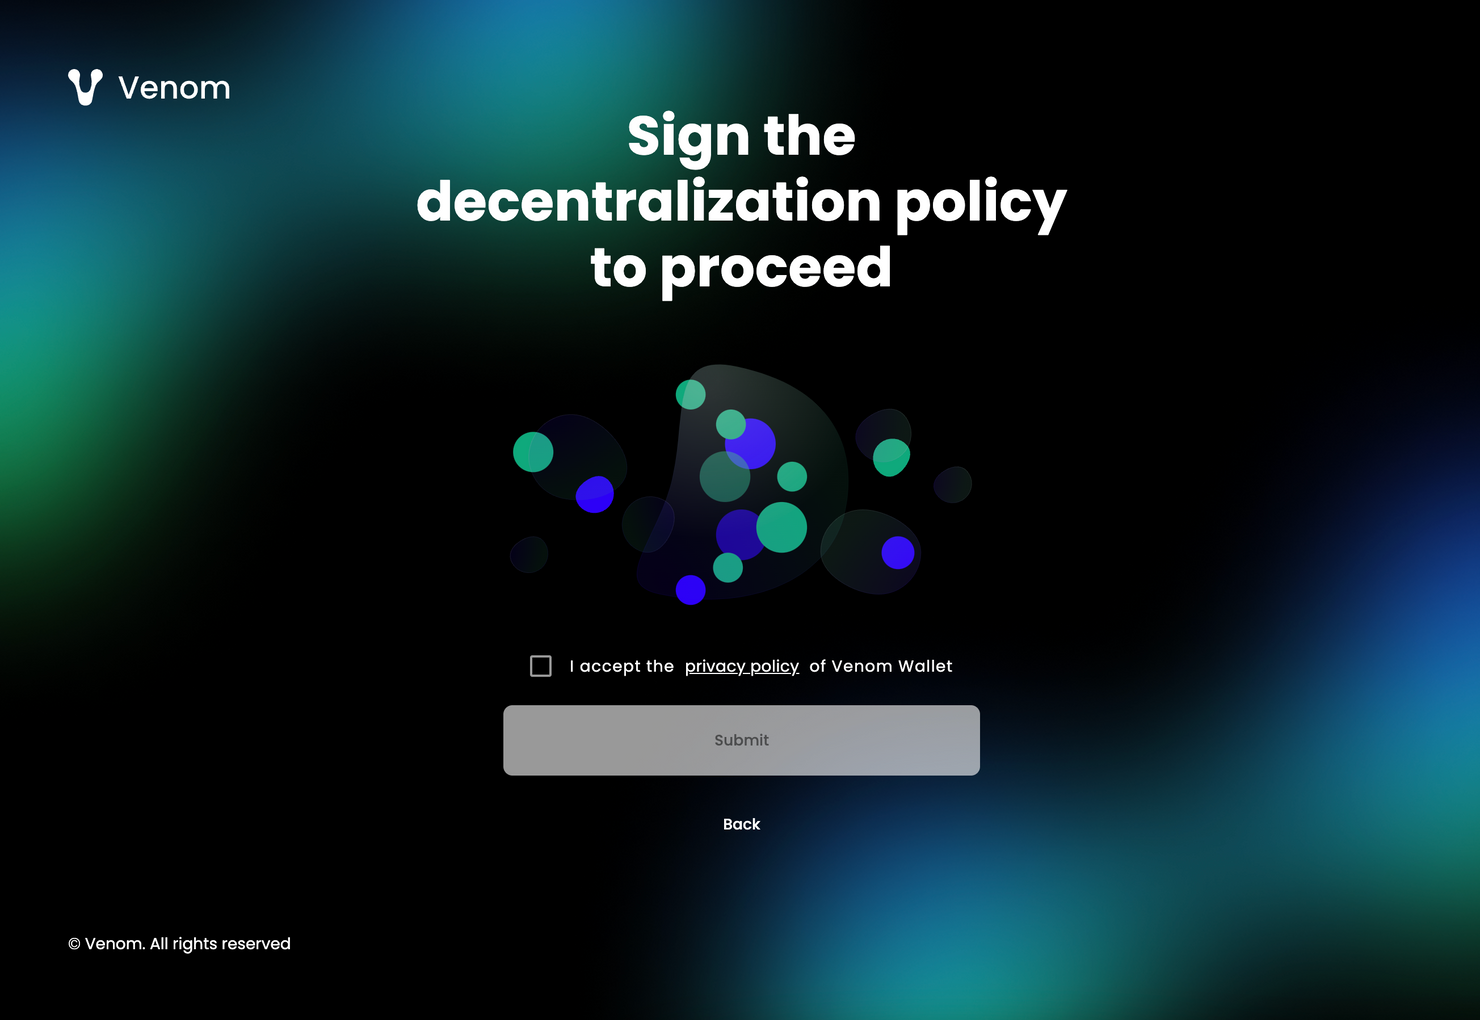 Venom
Sign the
decentralization policy
to proceed
I accept the privacy policy of Venom Wallet
Submit
Back
© Venom. All rights reserved